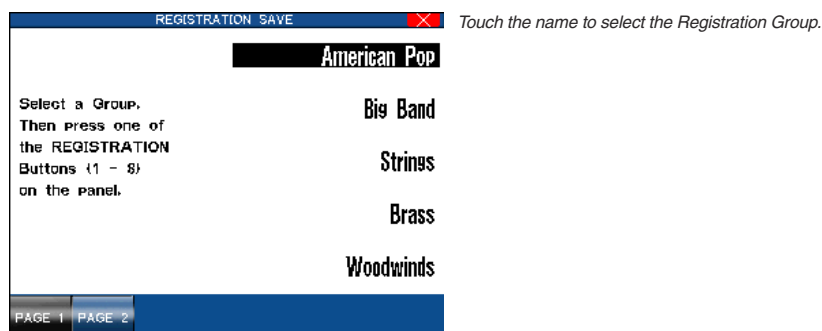 REGISTRATION SAVE
Touch the name to select the Registration Group.
American Pop
Select a Group.
Then press one of
the REGISTRATION
Buttons (1 - 8)
on the panel.
Big Band
Strings
Brass
Woodwinds
PAGE 1 PAGE 2